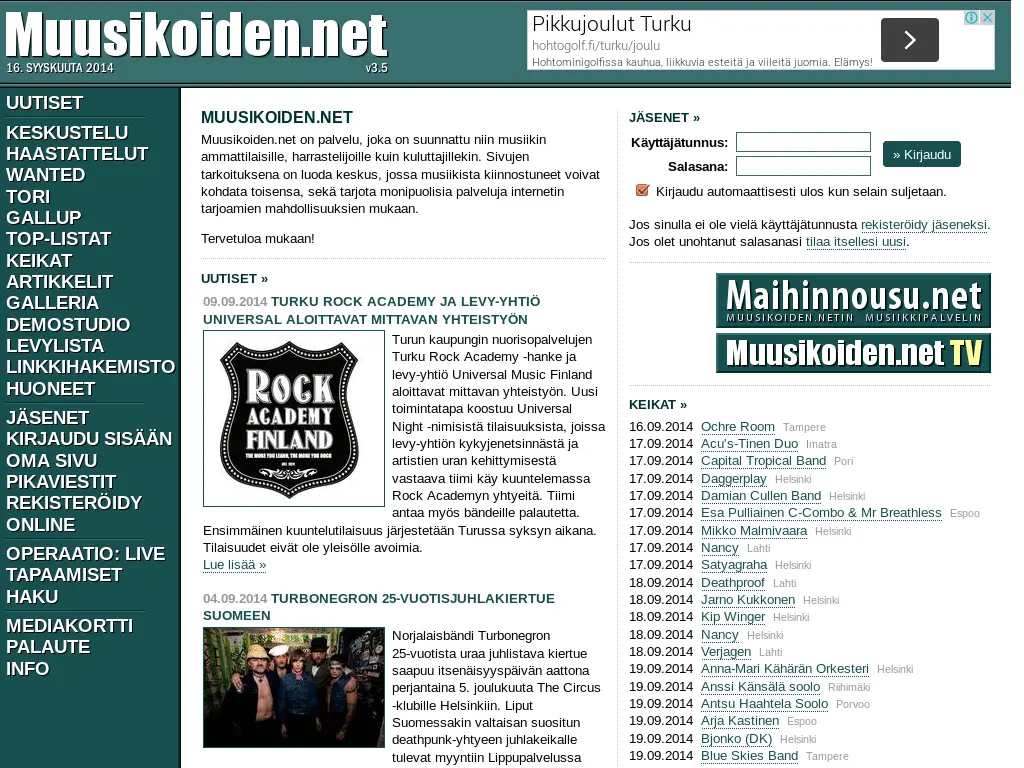 Muusikoiden.net
16. SYYSKUUTA 2014
v3.5
Pikkujoulut Turku
hohtogolf.fi/turku/joulu
Hohtominigolfissa kauhua, liikkuvia esteitä ja viileitä juomia. Elämys!
UUTISET
KESKUSTELU
HAASTATTELUT
WANTED
TORI
GALLUP
TOP-LISTAT
KEIKAT
ARTIKKELIT
GALLERIA
DEMOSTUDIO
LEVYLISTA
LINKKIHAKEMISTO
HUONEET
JÄSENET
KIRJAUDU SISÄÄN
OMA SIVU
PIKAVIESTIT
REKISTERÖIDY
ONLINE
OPERAATIO: LIVE
TAPAAMISET
HAKU
MEDIAKORTTI
PALAUTE
INFO
MUUSIKOIDEN.NET
Muusikoiden.net on palvelu, joka on suunnattu niin musiikin
ammattilaisille, harrastelijoille kuin kuluttajillekin. Sivujen
tarkoituksena on luoda keskus, jossa musiikista kiinnostuneet voivat
kohdata toisensa, sekä tarjota monipuolisia palveluja internetin
tarjoamien mahdollisuuksien mukaan.
Tervetuloa mukaan!
UUTISET »
09.09.2014 TURKU ROCK ACADEMY JA LEVY-YHTIÖ
UNIVERSAL ALOITTAVAT MITTAVAN YHTEISTYÖN
ROCK
ACADEMY
FINLAND
THE MORE YOU LEARN, THE MORE YOU ROCK
EST. 2011
Turun kaupungin nuorisopalvelujen
Turku Rock Academy -hanke ja
levy-yhtiö Universal Music Finland
aloittavat mittavan yhteistyön. Uusi
toimintatapa koostuu Universal
Night -nimisistä tilaisuuksista, joissa
levy-yhtiön kykyjenetsinnästä ja
artistien uran kehittymisestä
vastaava tiimi käy kuuntelemassa
Rock Academyn yhtyeitä. Tiimi
antaa myös bändeille palautetta.
Ensimmäinen kuuntelutilaisuus järjestetään Turussa syksyn aikana.
Tilaisuudet eivät ole yleisölle avoimia.
Lue lisää »
04.09.2014 TURBONEGRON 25-VUOTISJUHLAKIERTUE
SUOMEEN
Norjalaisbändi Turbonegron
25-vuotista uraa juhlistava kiertue
saapuu itsenäisyyspäivän aattona
perjantaina 5. joulukuuta The Circus
-klubille Helsinkiin. Liput
Suomessakin valtaisan suositun
deathpunk-yhtyeen juhlakeikalle
tulevat myyntiin Lippupalvelussa
JÄSENET »
Käyttäjätunnus:
Salasana:
» Kirjaudu
Kirjaudu automaattisesti ulos kun selain suljetaan.
Jos sinulla ei ole vielä käyttäjätunnusta rekisteröidy jäseneksi.
Jos olet unohtanut salasanasi tilaa itsellesi uusi.
Maihinnousu.net
MUUSIKOIDEN.NETIN MUSIIKKIPALVELIN
Muusikoiden.net TV
KEIKAT »
16.09.2014 Ochre Room Tampere
17.09.2014 Acu's-Tinen Duo Imatra
17.09.2014 Capital Tropical Band Pori
17.09.2014 Daggerplay Helsinki
17.09.2014 Damian Cullen Band Helsinki
17.09.2014 Esa Pulliainen C-Combo & Mr Breathless Espoo
17.09.2014 Mikko Malmivaara Helsinki
17.09.2014 Nancy Lahti
17.09.2014 Satyagraha Helsinki
18.09.2014 Deathproof Lahti
18.09.2014 Jarno Kukkonen Helsinki
18.09.2014 Kip Winger Helsinki
18.09.2014 Nancy Helsinki
18.09.2014 Verjagen Lahti
19.09.2014 Anna-Mari Kähärän Orkesteri Helsinki
19.09.2014 Anssi Känsälä soolo Riihimäki
19.09.2014 Antsu Haahtela Soolo Porvoo
19.09.2014 Arja Kastinen Espoo
19.09.2014 Bjonko (DK) Helsinki
19.09.2014 Blue Skies Band Tampere